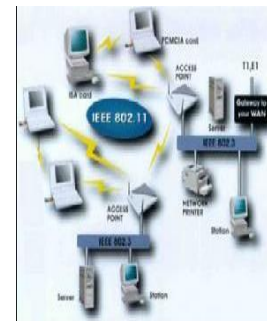 PCMCIA card
ISA card
ACCESS
POINT
T1,E1
Server
Gateway to
your WAN
IEEE 802.11
IEEE 802.3
NETWORK
PRINTER
Station
ACCESS
POINT
IEEE 802.3
Server
Station